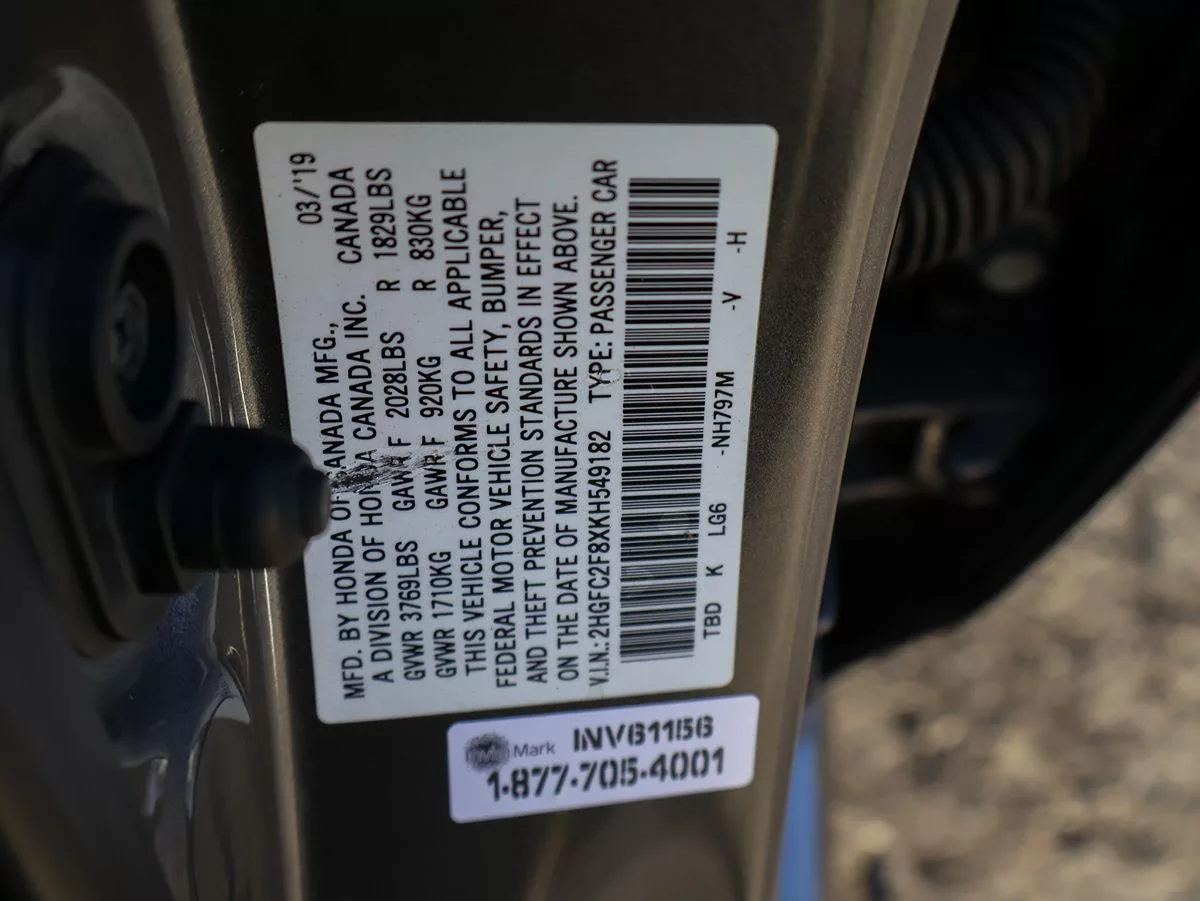 MFD. BY HONDA OF CANADA MFG., 03/'19
A DIVISION OF HONDA CANADA INC. CANADA
GVWR 3769LBS GAWR F 2028LBS R 1829LBS
GVWR 1710KG GAWR F 920KG R 830KG
THIS VEHICLE CONFORMS TO ALL APPLICABLE
FEDERAL MOTOR VEHICLE SAFETY, BUMPER,
AND THEFT PREVENTION STANDARDS IN EFFECT
ON THE DATE OF MANUFACTURE SHOWN ABOVE.
V.I.N.:2HGFC2F8XKH549182 TYPE: PASSENGER CAR
TBD K LG6 -NH797M -V -H
Mark INV61156
1-877-705-4001